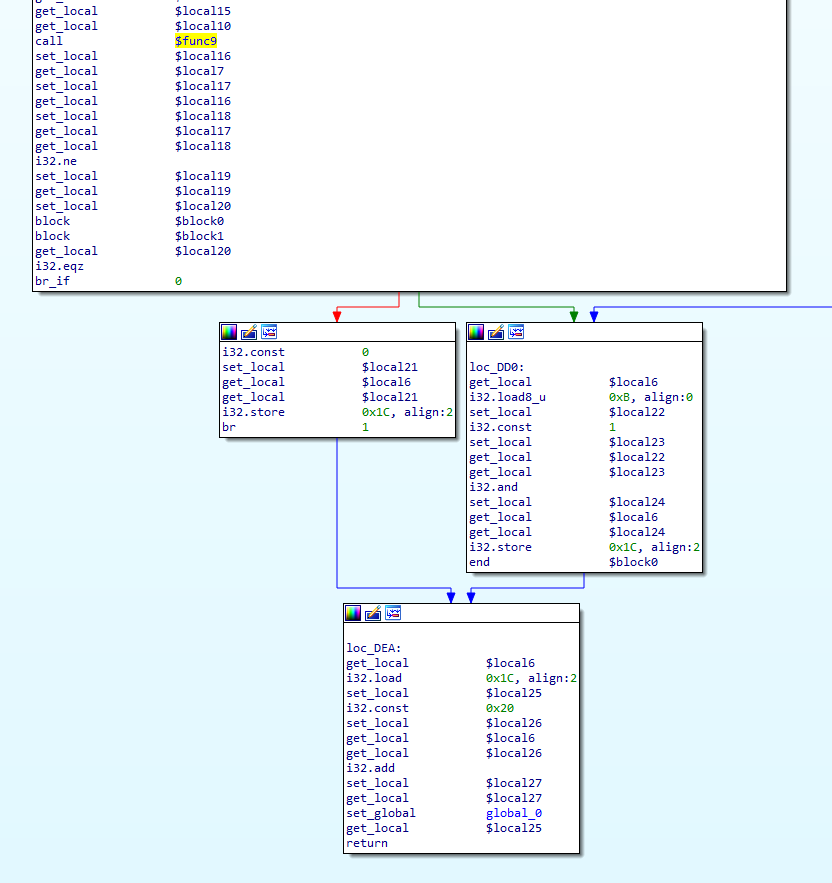 get_local $local15
get_local $local10
call $func9
set_local $local16
get_local $local7
set_local $local17
get_local $local16
set_local $local18
get_local $local17
get_local $local18
i32.ne
set_local $local19
get_local $local19
set_local $local20
block $block0
block $block1
get_local $local20
i32.eqz
br_if 0
i32.const 0
set_local $local21
get_local $local6
get_local $local21
i32.store 0x1C, align:2
br 1
loc_DD0:
get_local $local6
i32.load8_u 0xB, align:0
set_local $local22
i32.const 1
set_local $local23
get_local $local22
get_local $local23
i32.and
set_local $local24
get_local $local6
get_local $local24
i32.store 0x1C, align:2
end $block0
loc_DEA:
get_local $local6
i32.load 0x1C, align:2
set_local $local25
i32.const 0x20
set_local $local26
get_local $local6
get_local $local26
i32.add
set_local $local27
get_local $local27
set_global global_0
get_local $local25
return